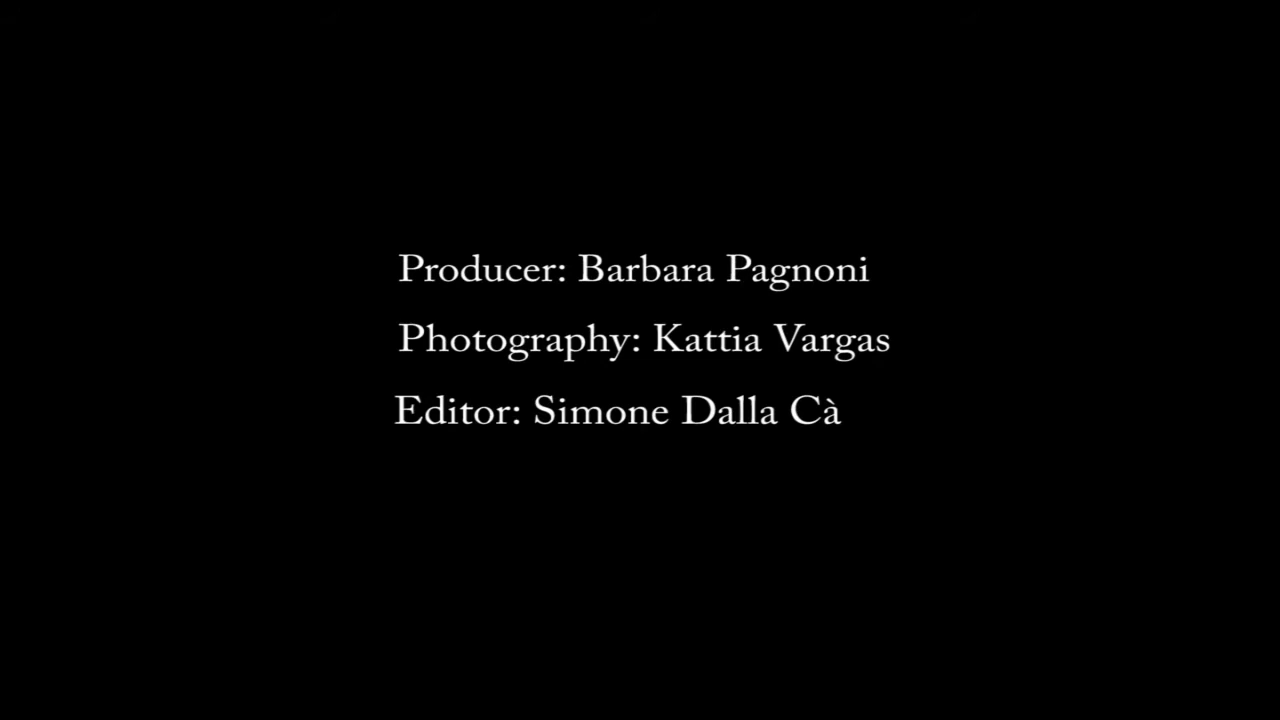 Producer: Barbara Pagnoni
Photography: Kattia Vargas
Editor: Simone Dalla Cà